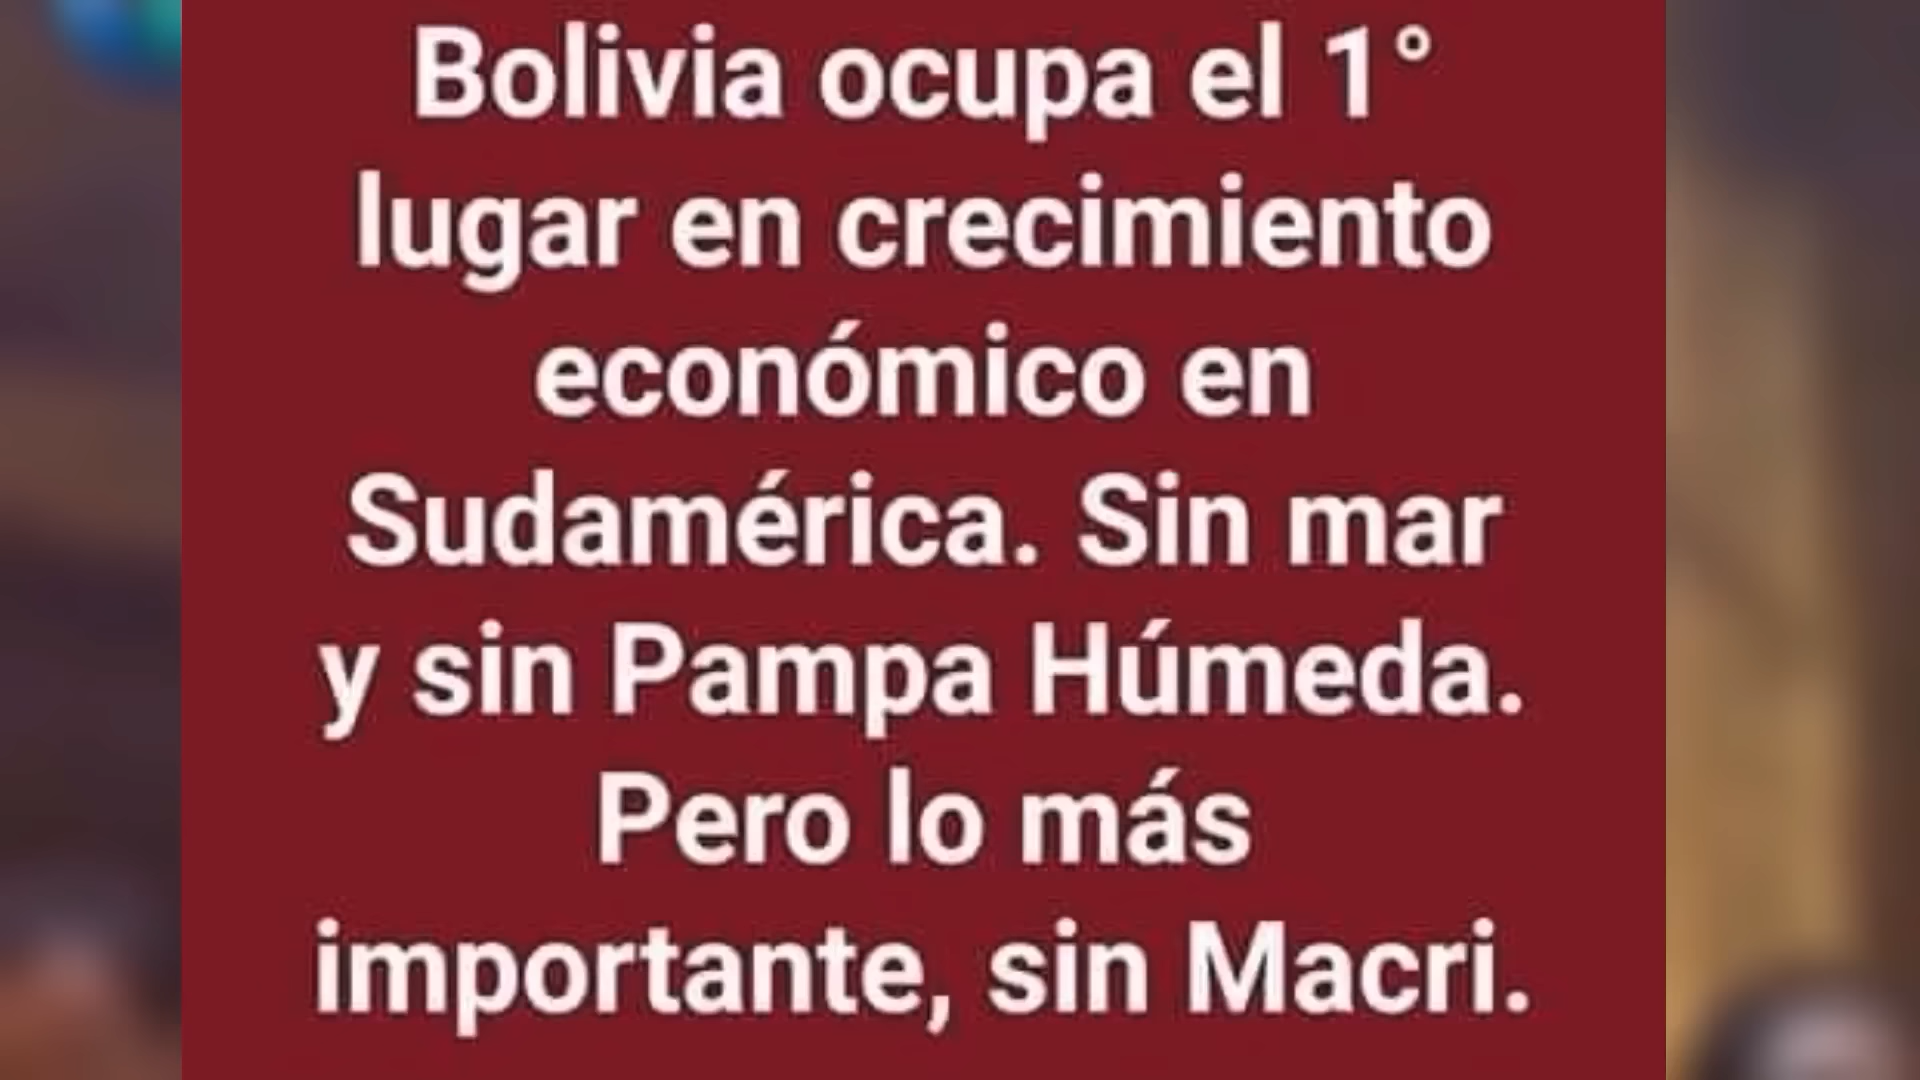 Bolivia ocupa el 1°
lugar en crecimiento
económico en
Sudamérica. Sin mar
y sin Pampa Húmeda.
Pero lo más
importante, sin Macri.